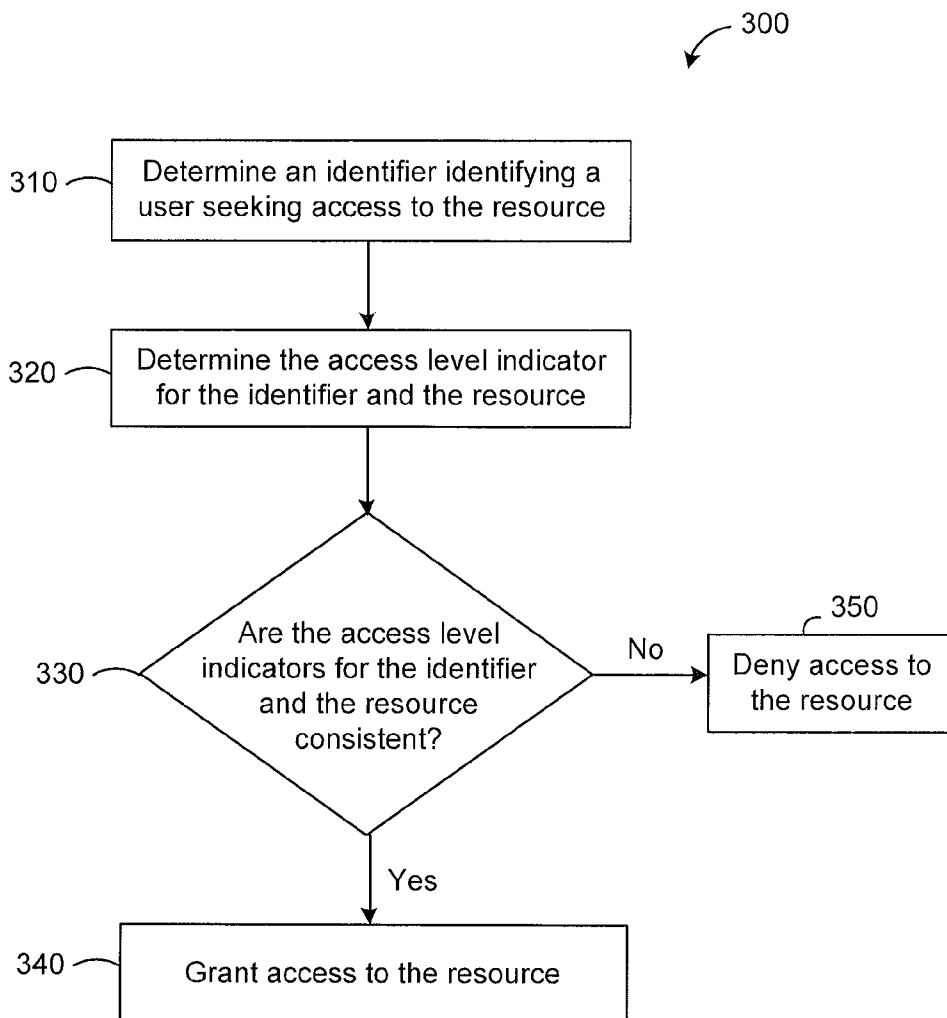 300
310
Determine an identifier identifying a
user seeking access to the resource
320
Determine the access level indicator
for the identifier and the resource
330
Are the access level
indicators for the identifier
and the resource
consistent?
No
350
Deny access to
the resource
Yes
340
Grant access to the resource